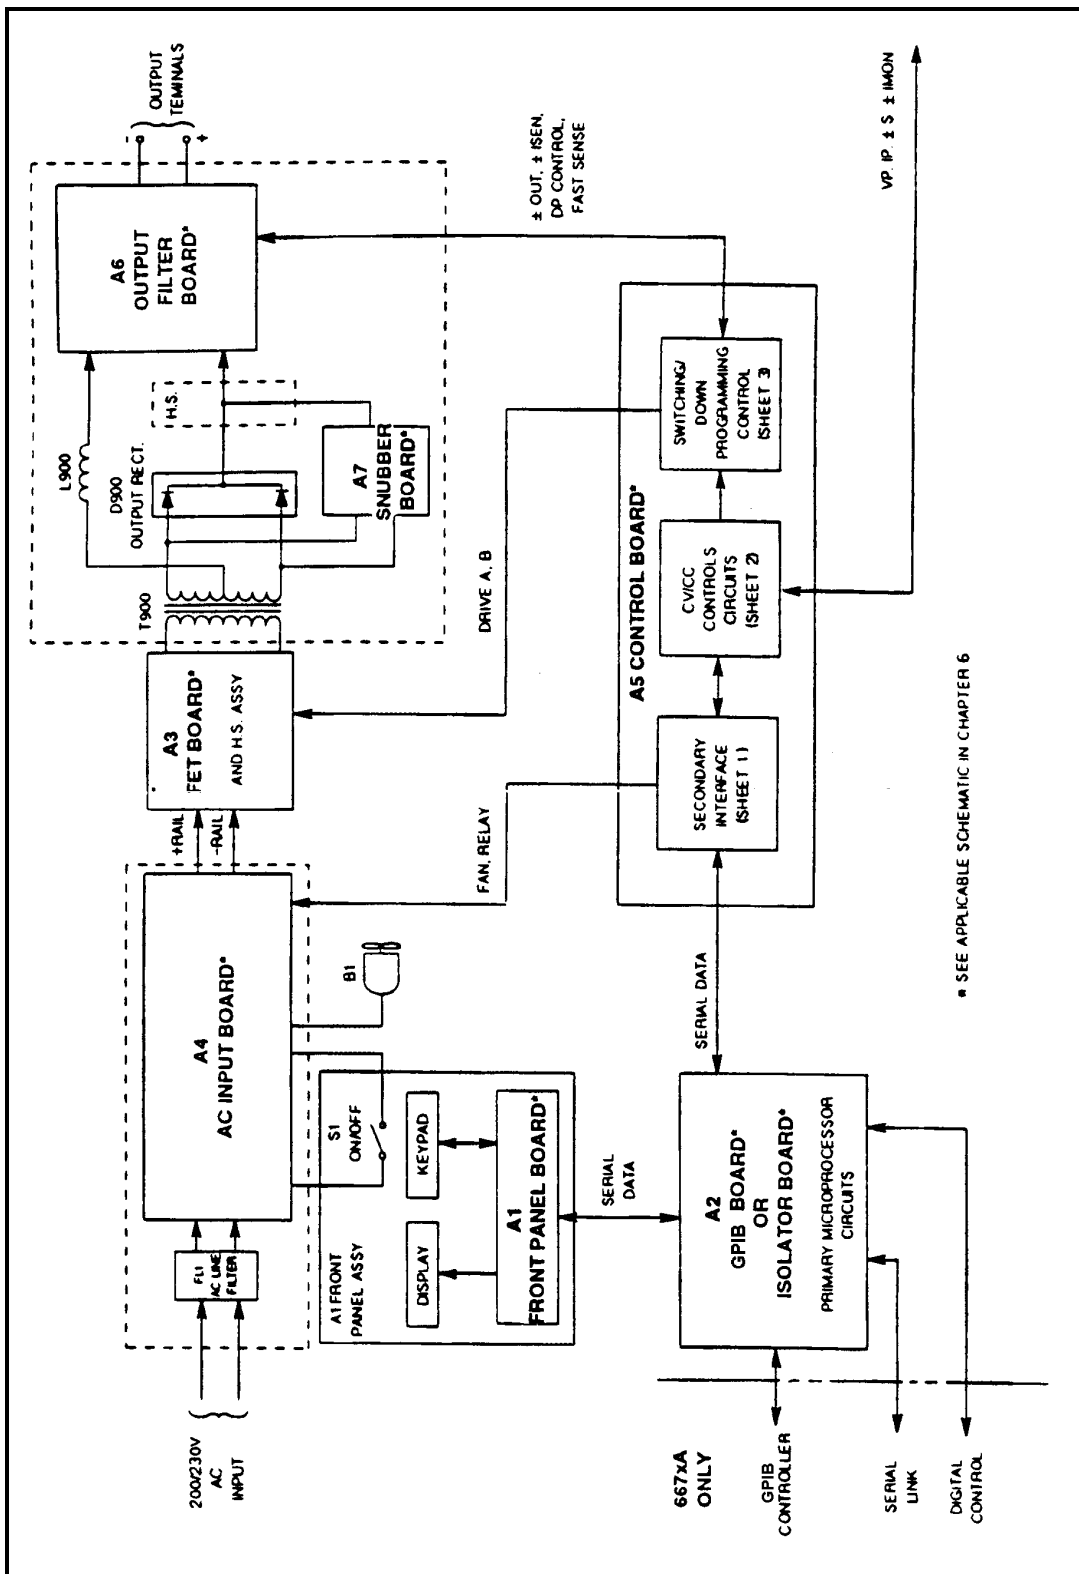 200/230V
AC
INPUT
FL1
AC LINE
FILTER
A4
AC INPUT BOARD*
+RAIL
-RAIL
A3
FET BOARD*
AND H.S. ASSY
T900
L900
D900
OUTPUT RECT.
H.S.
A7
SNUBBER
BOARD*
A6
OUTPUT
FILTER
BOARD*
-
+
OUTPUT
TEMINALS
A1 FRONT
PANEL ASSY
S1
ON/OFF
B1
DISPLAY
KEYPAD
A1
FRONT PANEL BOARD*
FAN, RELAY
DRIVE A, B
± OUT, ± ISEN,
DP CONTROL,
FAST SENSE
SERIAL
DATA
SERIAL DATA
A5 CONTROL BOARD*
SECONDARY
INTERFACE
(SHEET 1)
CV/CC
CONTROLS
CIRCUITS
(SHEET 2)
SWITCHING/
DOWN
PROGRAMMING
CONTROL
(SHEET 3)
667xA
ONLY
GPIB
CONTROLLER
A2
GPIB BOARD*
OR
ISOLATOR BOARD*
PRIMARY MICROPROCESSOR
CIRCUITS
SERIAL
LINK
DIGITAL
CONTROL
VP. IP. ± S ± IMON
* SEE APPLICABLE SCHEMATIC IN CHAPTER 6